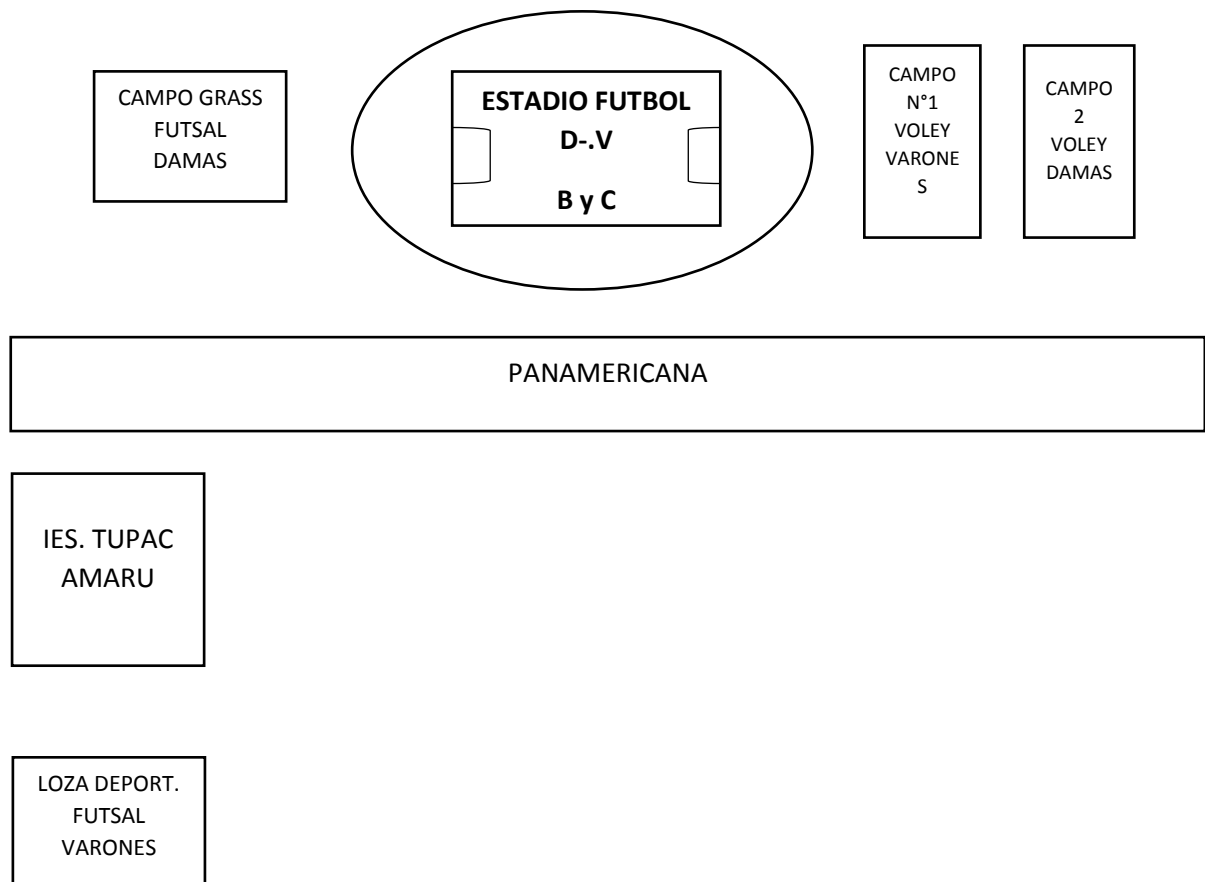 CAMPO GRASS
FUTSAL
DAMAS
ESTADIO FUTBOL
D-.V
B y C
CAMPO
N°1
VOLEY
VARONE
S
CAMPO
2
VOLEY
DAMAS
PANAMERICANA
IES. TUPAC
AMARU
LOZA DEPORT.
FUTSAL
VARONES